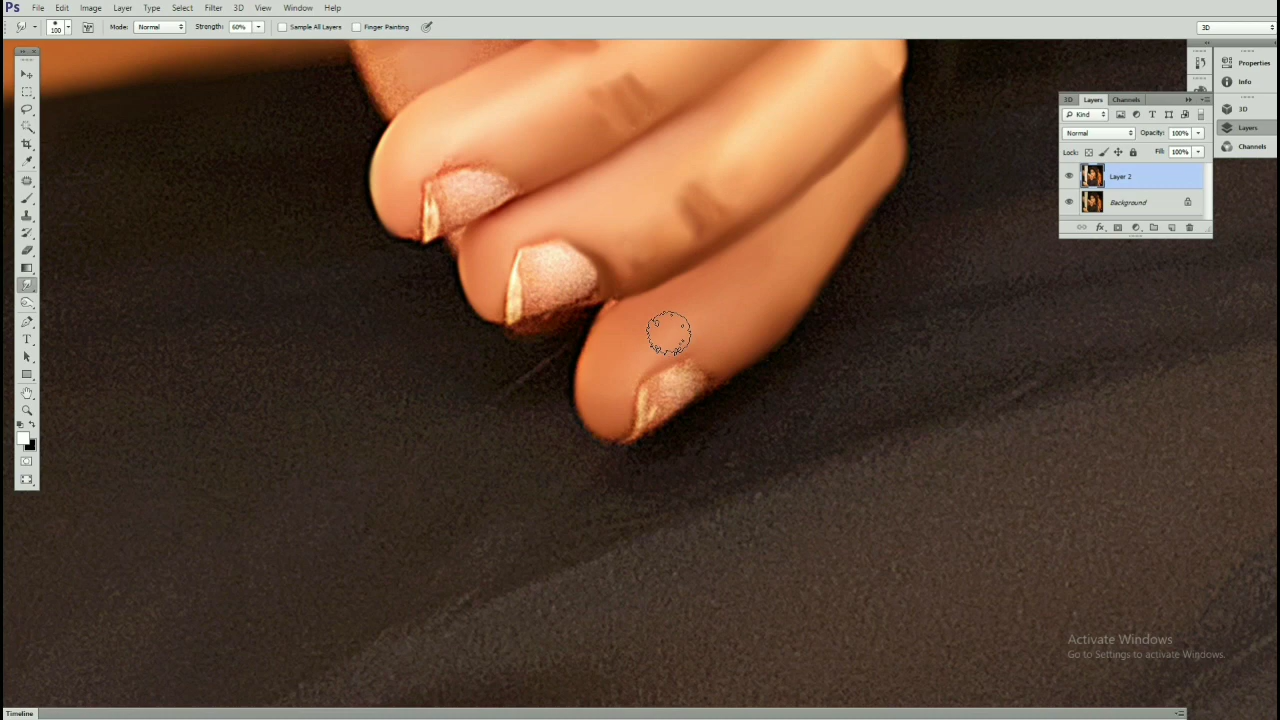 Ps File Edit Image Layer Type Select Filter 3D View Window Help
100 Mode: Normal Strength: 60% Sample All Layers Finger Painting 3D
Properties
Info
3D
Layers
Channels
3D Layers Channels
Kind
Normal Opacity: 100%
Lock: Fill: 100%
Layer 2
Background
fx
Activate Windows
Go to Settings to activate Windows.
Timeline